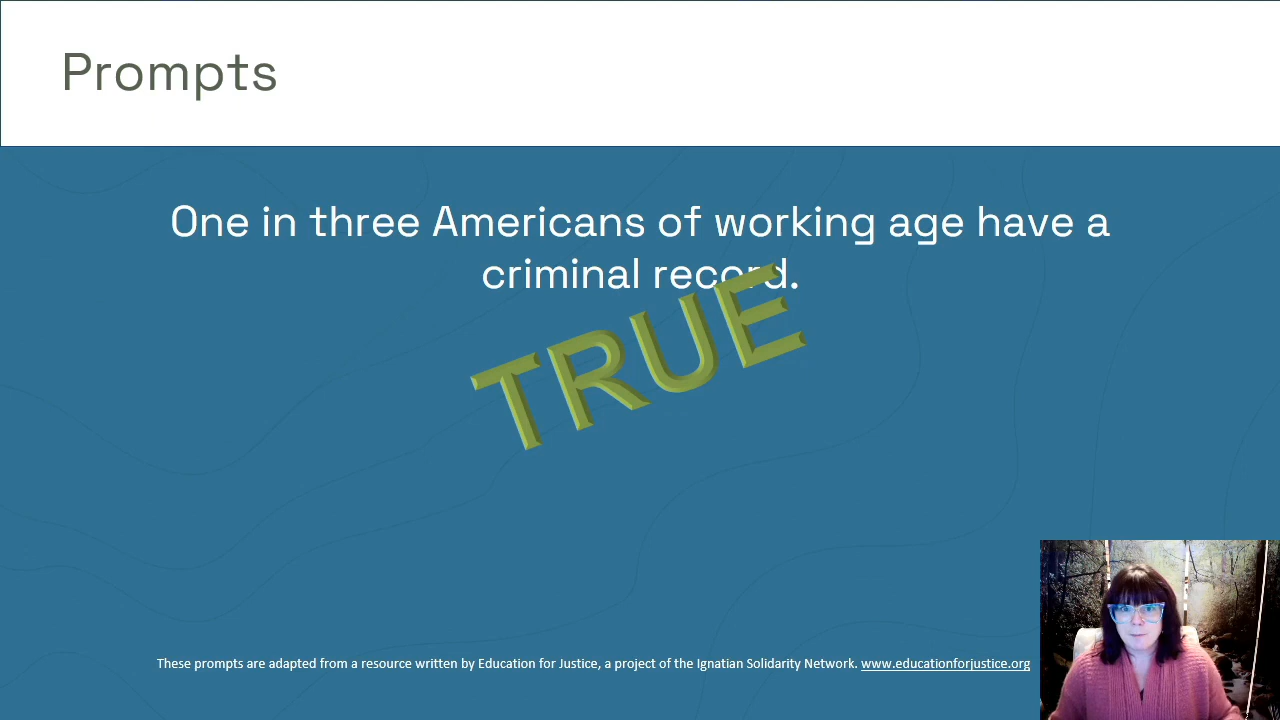 Prompts
One in three Americans of working age have a
criminal record.
TRUE
These prompts are adapted from a resource written by Education for Justice, a project of the Ignatian Solidarity Network. www.educationforjustice.org